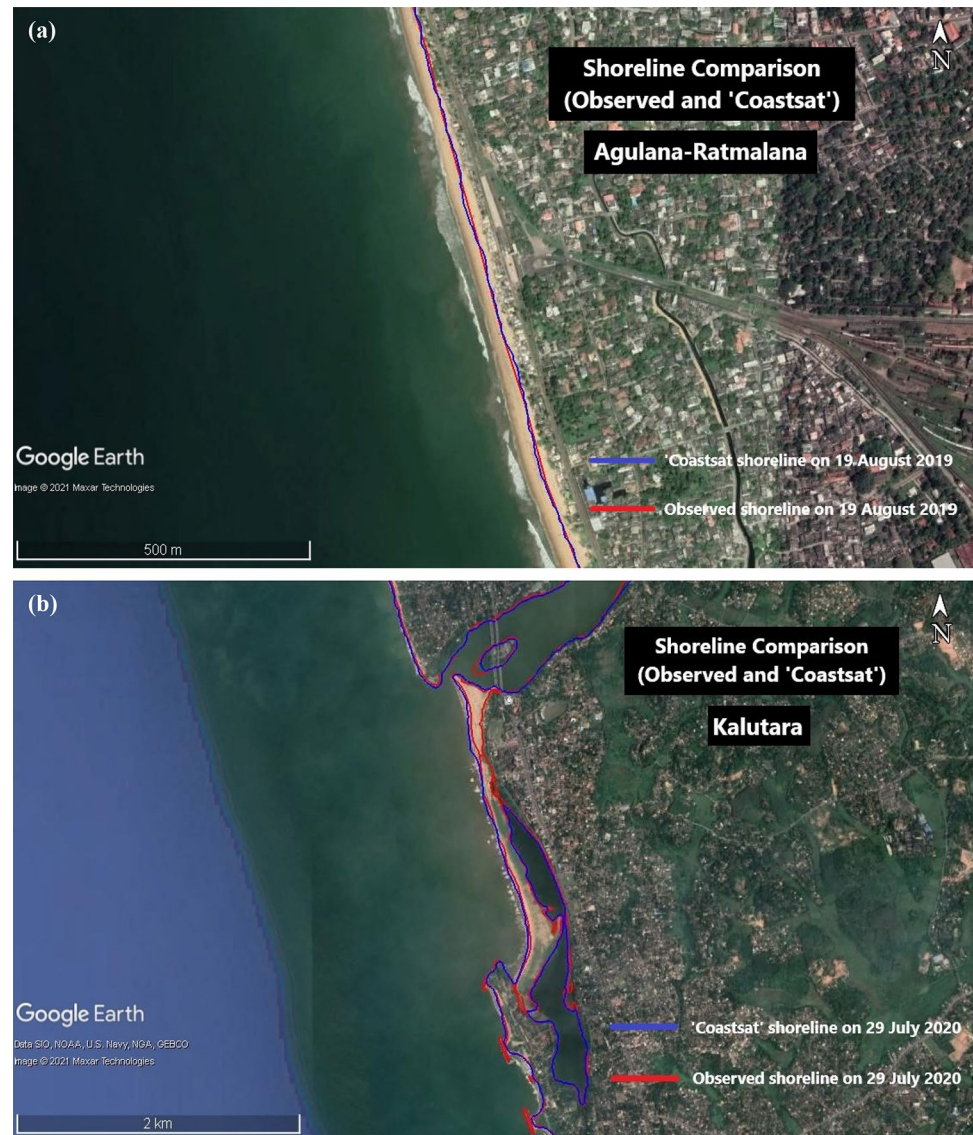 (a)
N
Shoreline Comparison
(Observed and 'Coastsat')
Agulana-Ratmalana
Google Earth
Image © 2021 Maxar Technologies
'Coastsat shoreline on 19 August 2019
Observed shoreline on 19 August 2019
500 m
(b)
N
Shoreline Comparison
(Observed and 'Coastsat')
Kalutara
Google Earth
Data SIO, NOAA, U.S. Navy, NGA, GEBCO
Image © 2021 Maxar Technologies
'Coastsat' shoreline on 29 July 2020
Observed shoreline on 29 July 2020
2 km